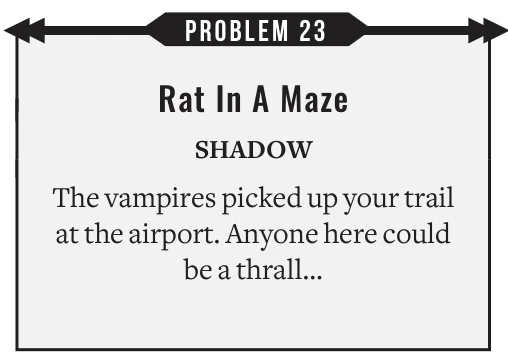 PROBLEM 23
Rat In A Maze
SHADOW
The vampires picked up your trail
at the airport. Anyone here could
be a thrall...